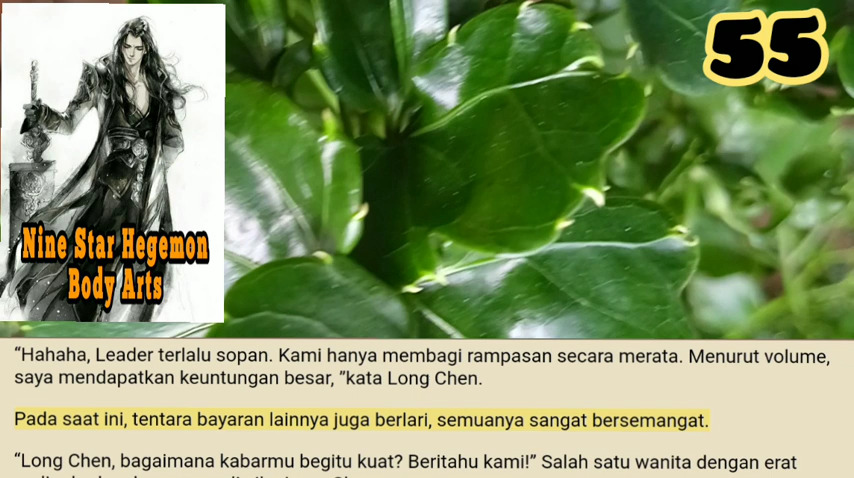 55
Nine Star Hegemon
Body Arts
“Hahaha, Leader terlalu sopan. Kami hanya membagi rampasan secara merata. Menurut volume,
saya mendapatkan keuntungan besar, ”kata Long Chen.
Pada saat ini, tentara bayaran lainnya juga berlari, semuanya sangat bersemangat.
“Long Chen, bagaimana kabarmu begitu kuat? Beritahu kami!” Salah satu wanita dengan erat